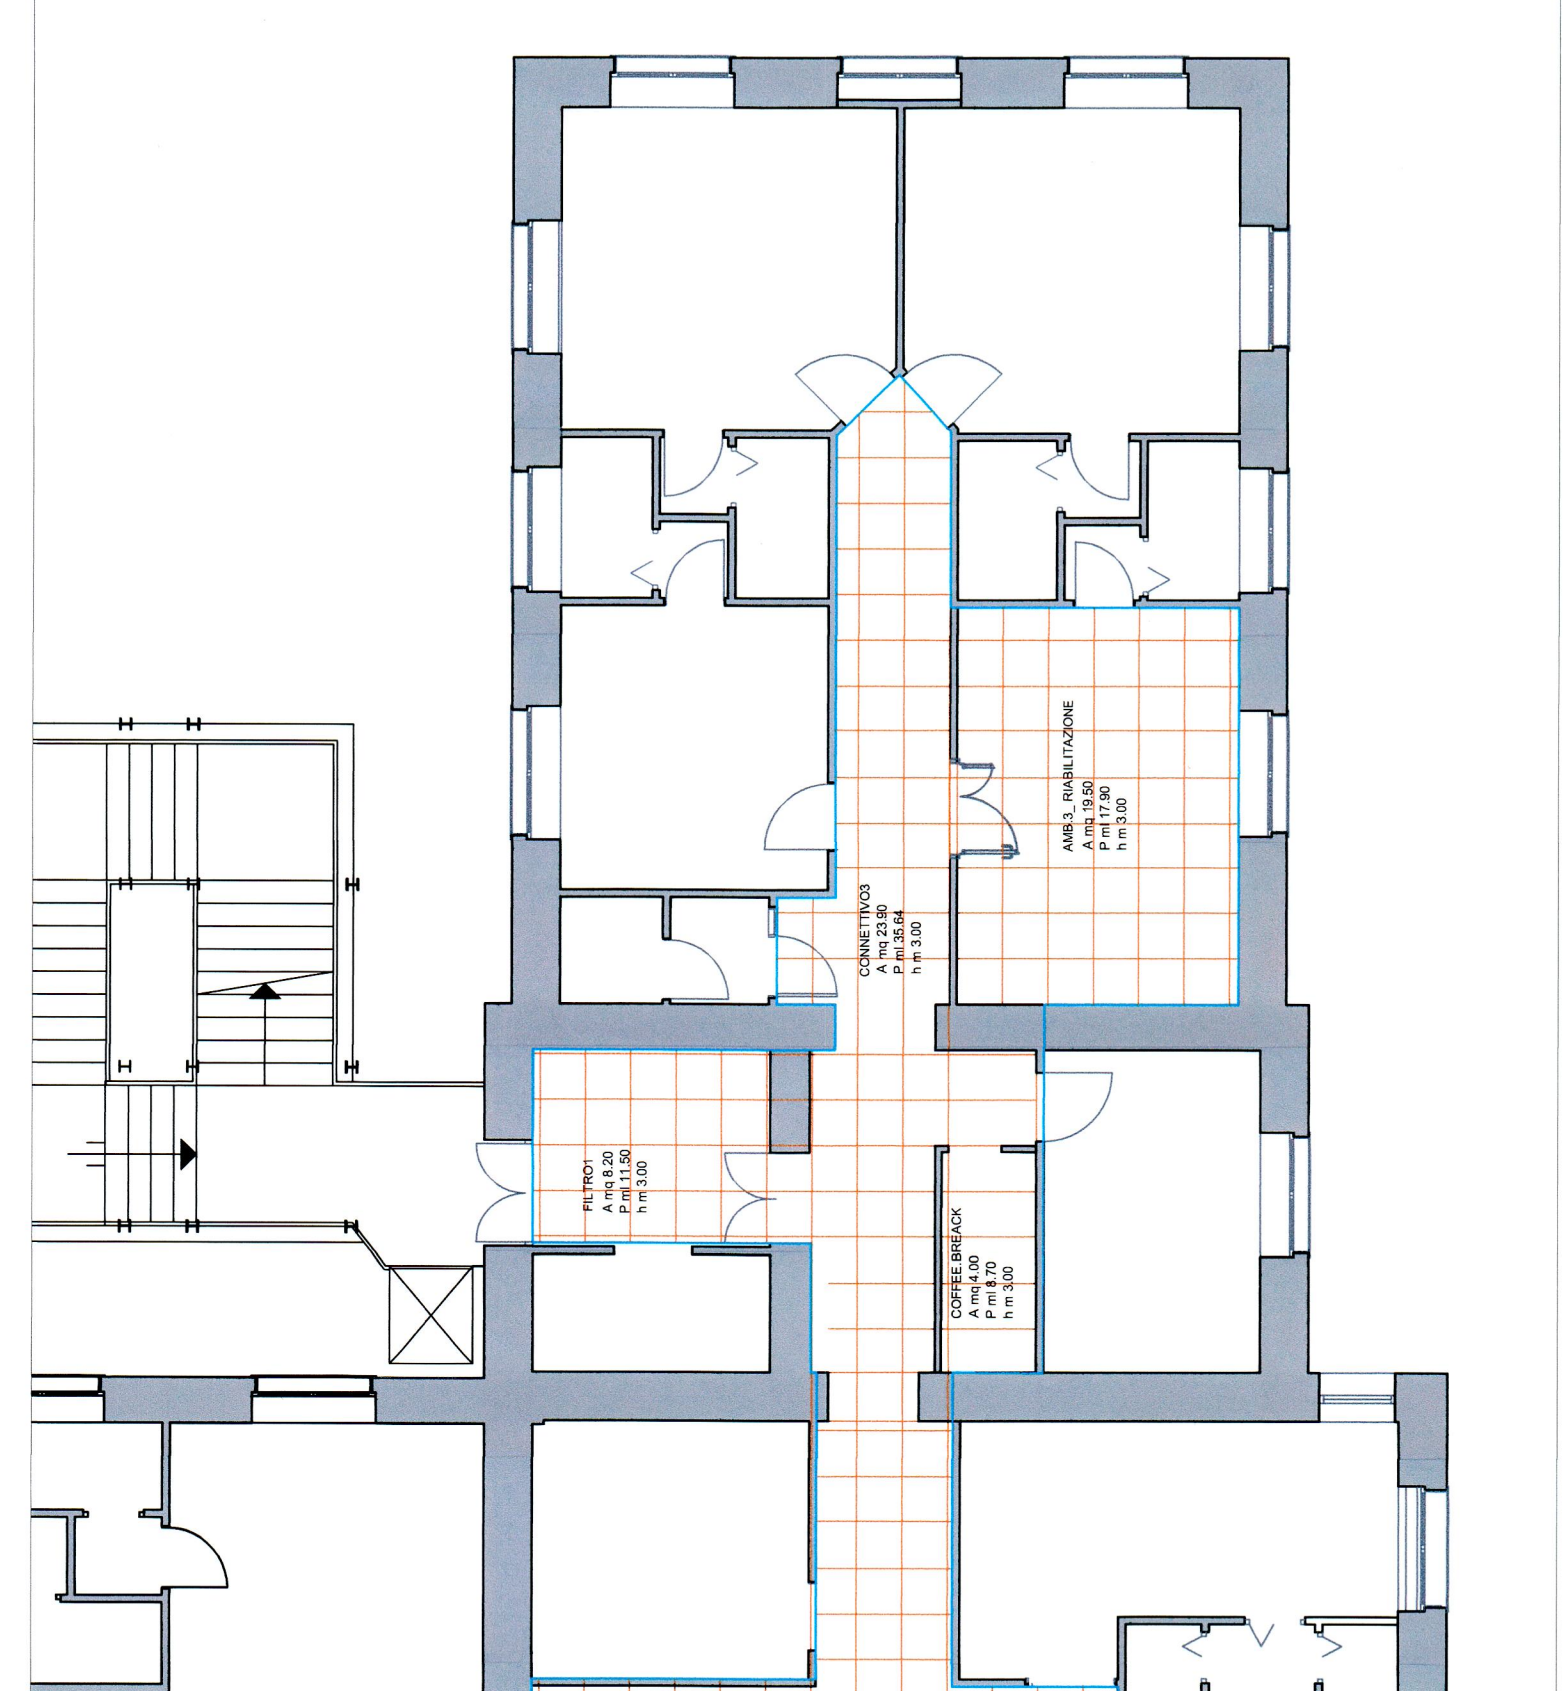 AMB.3_ RIABILITAZIONE
A mq 19.50
P ml 17.90
h m 3.00
CONNETTIVO3
A mq 23.90
P ml 35.64
h m 3.00
FILTRO1
A mq 8.20
P ml 11.50
h m 3.00
COFFEE.BREACK
A mq 4.00
P ml 8.70
h m 3.00